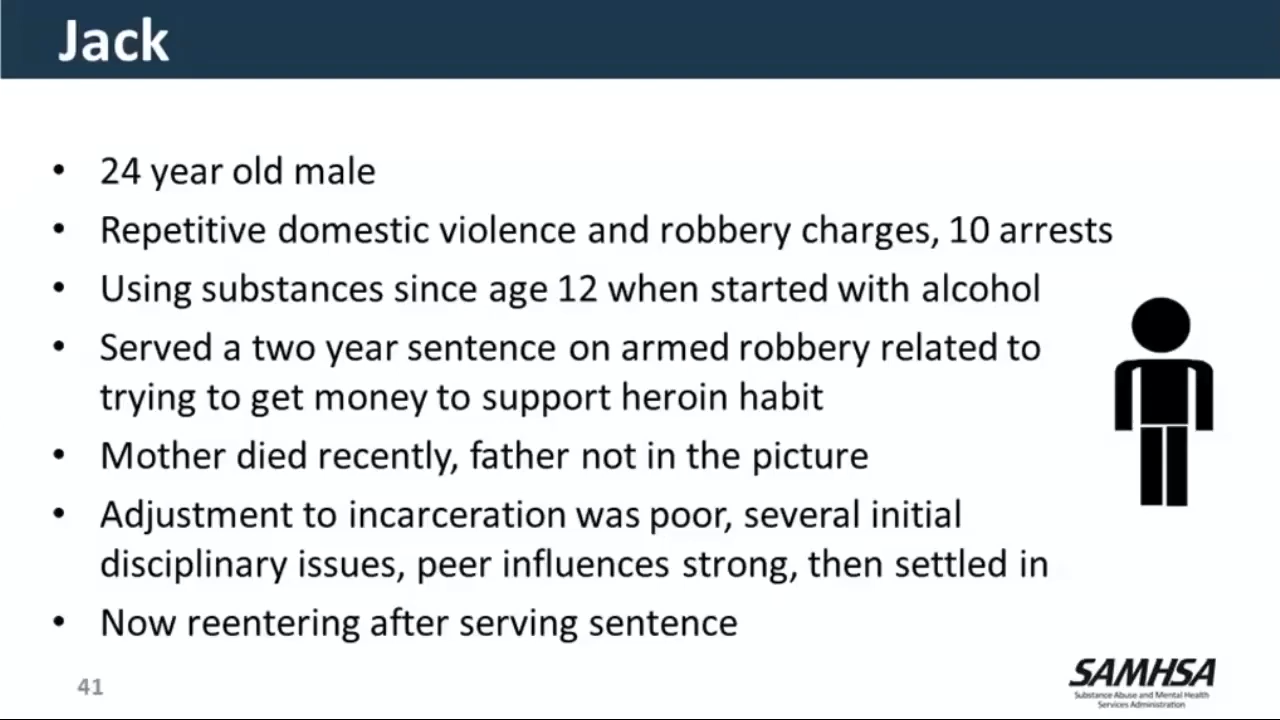 Jack
• 24 year old male
• Repetitive domestic violence and robbery charges, 10 arrests
• Using substances since age 12 when started with alcohol
• Served a two year sentence on armed robbery related to
trying to get money to support heroin habit
• Mother died recently, father not in the picture
• Adjustment to incarceration was poor, several initial
disciplinary issues, peer influences strong, then settled in
• Now reentering after serving sentence
41
SAMHSA
Substance Abuse and Mental Health
Services Administration